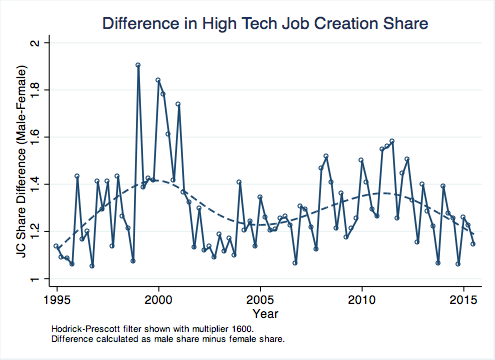 Difference in High Tech Job Creation Share
JC Share Difference (Male-Female)
2
1.8
1.6
1.4
1.2
1
1995
2000
2005
2010
2015
Year
Hodrick-Prescott filter shown with multiplier 1600.
Difference calculated as male share minus female share.